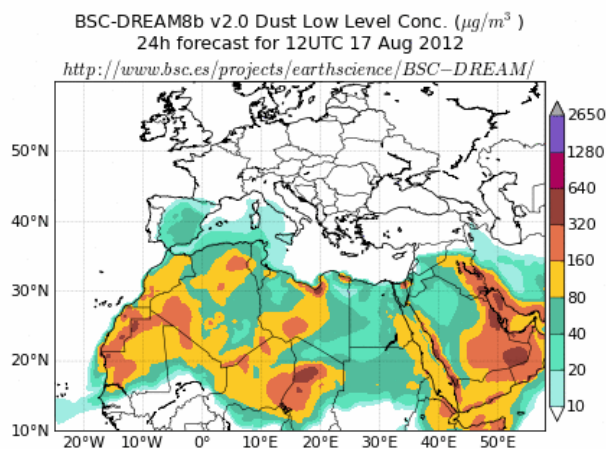 BSC-DREAM8b v2.0 Dust Low Level Conc. (μg/m³ )
24h forecast for 12UTC 17 Aug 2012
http://www.bsc.es/projects/earthscience/BSC−DREAM/
2650
1280
640
320
160
80
40
20
10
50°N
40°N
30°N
20°N
10°N
20°W
10°W
0°
10°E
20°E
30°E
40°E
50°E